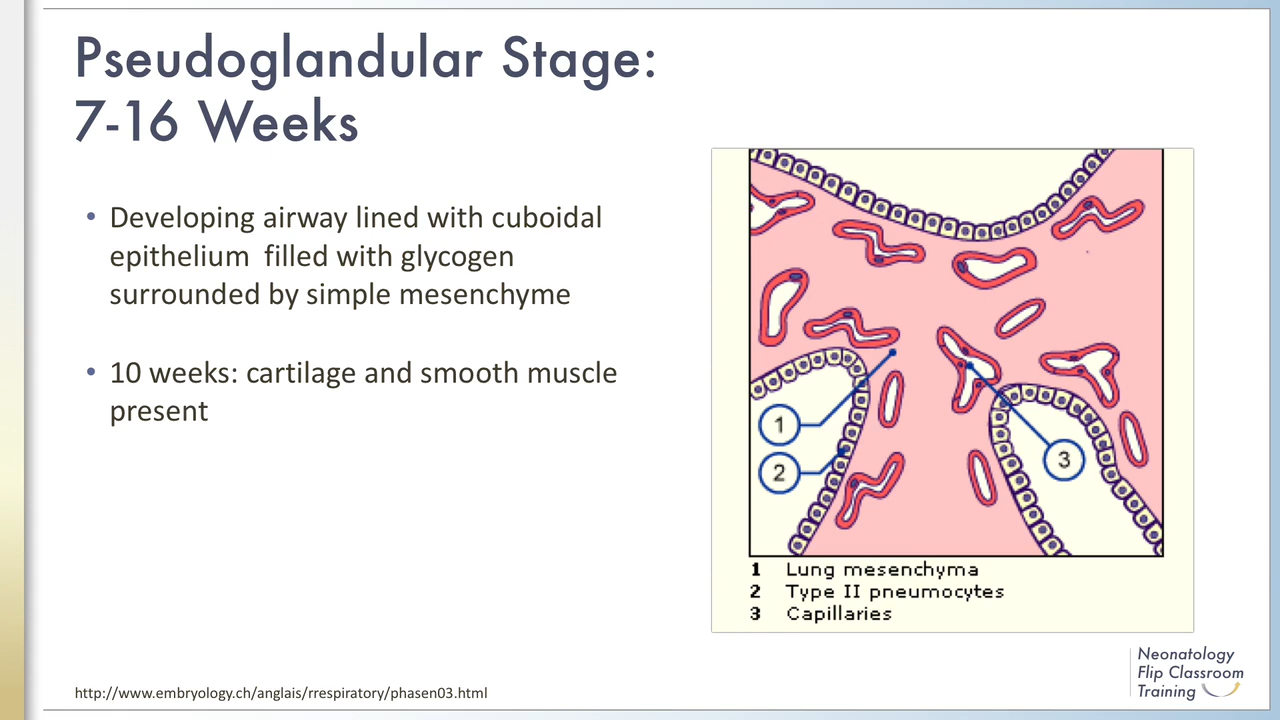 Pseudoglandular Stage:
7-16 Weeks
• Developing airway lined with cuboidal
epithelium  filled with glycogen
surrounded by simple mesenchyme
• 10 weeks: cartilage and smooth muscle
present
1
2
3
1 Lung mesenchyma
2 Type II pneumocytes
3 Capillaries
http://www.embryology.ch/anglais/rrespiratory/phasen03.html
Neonatology
Flip Classroom
Training